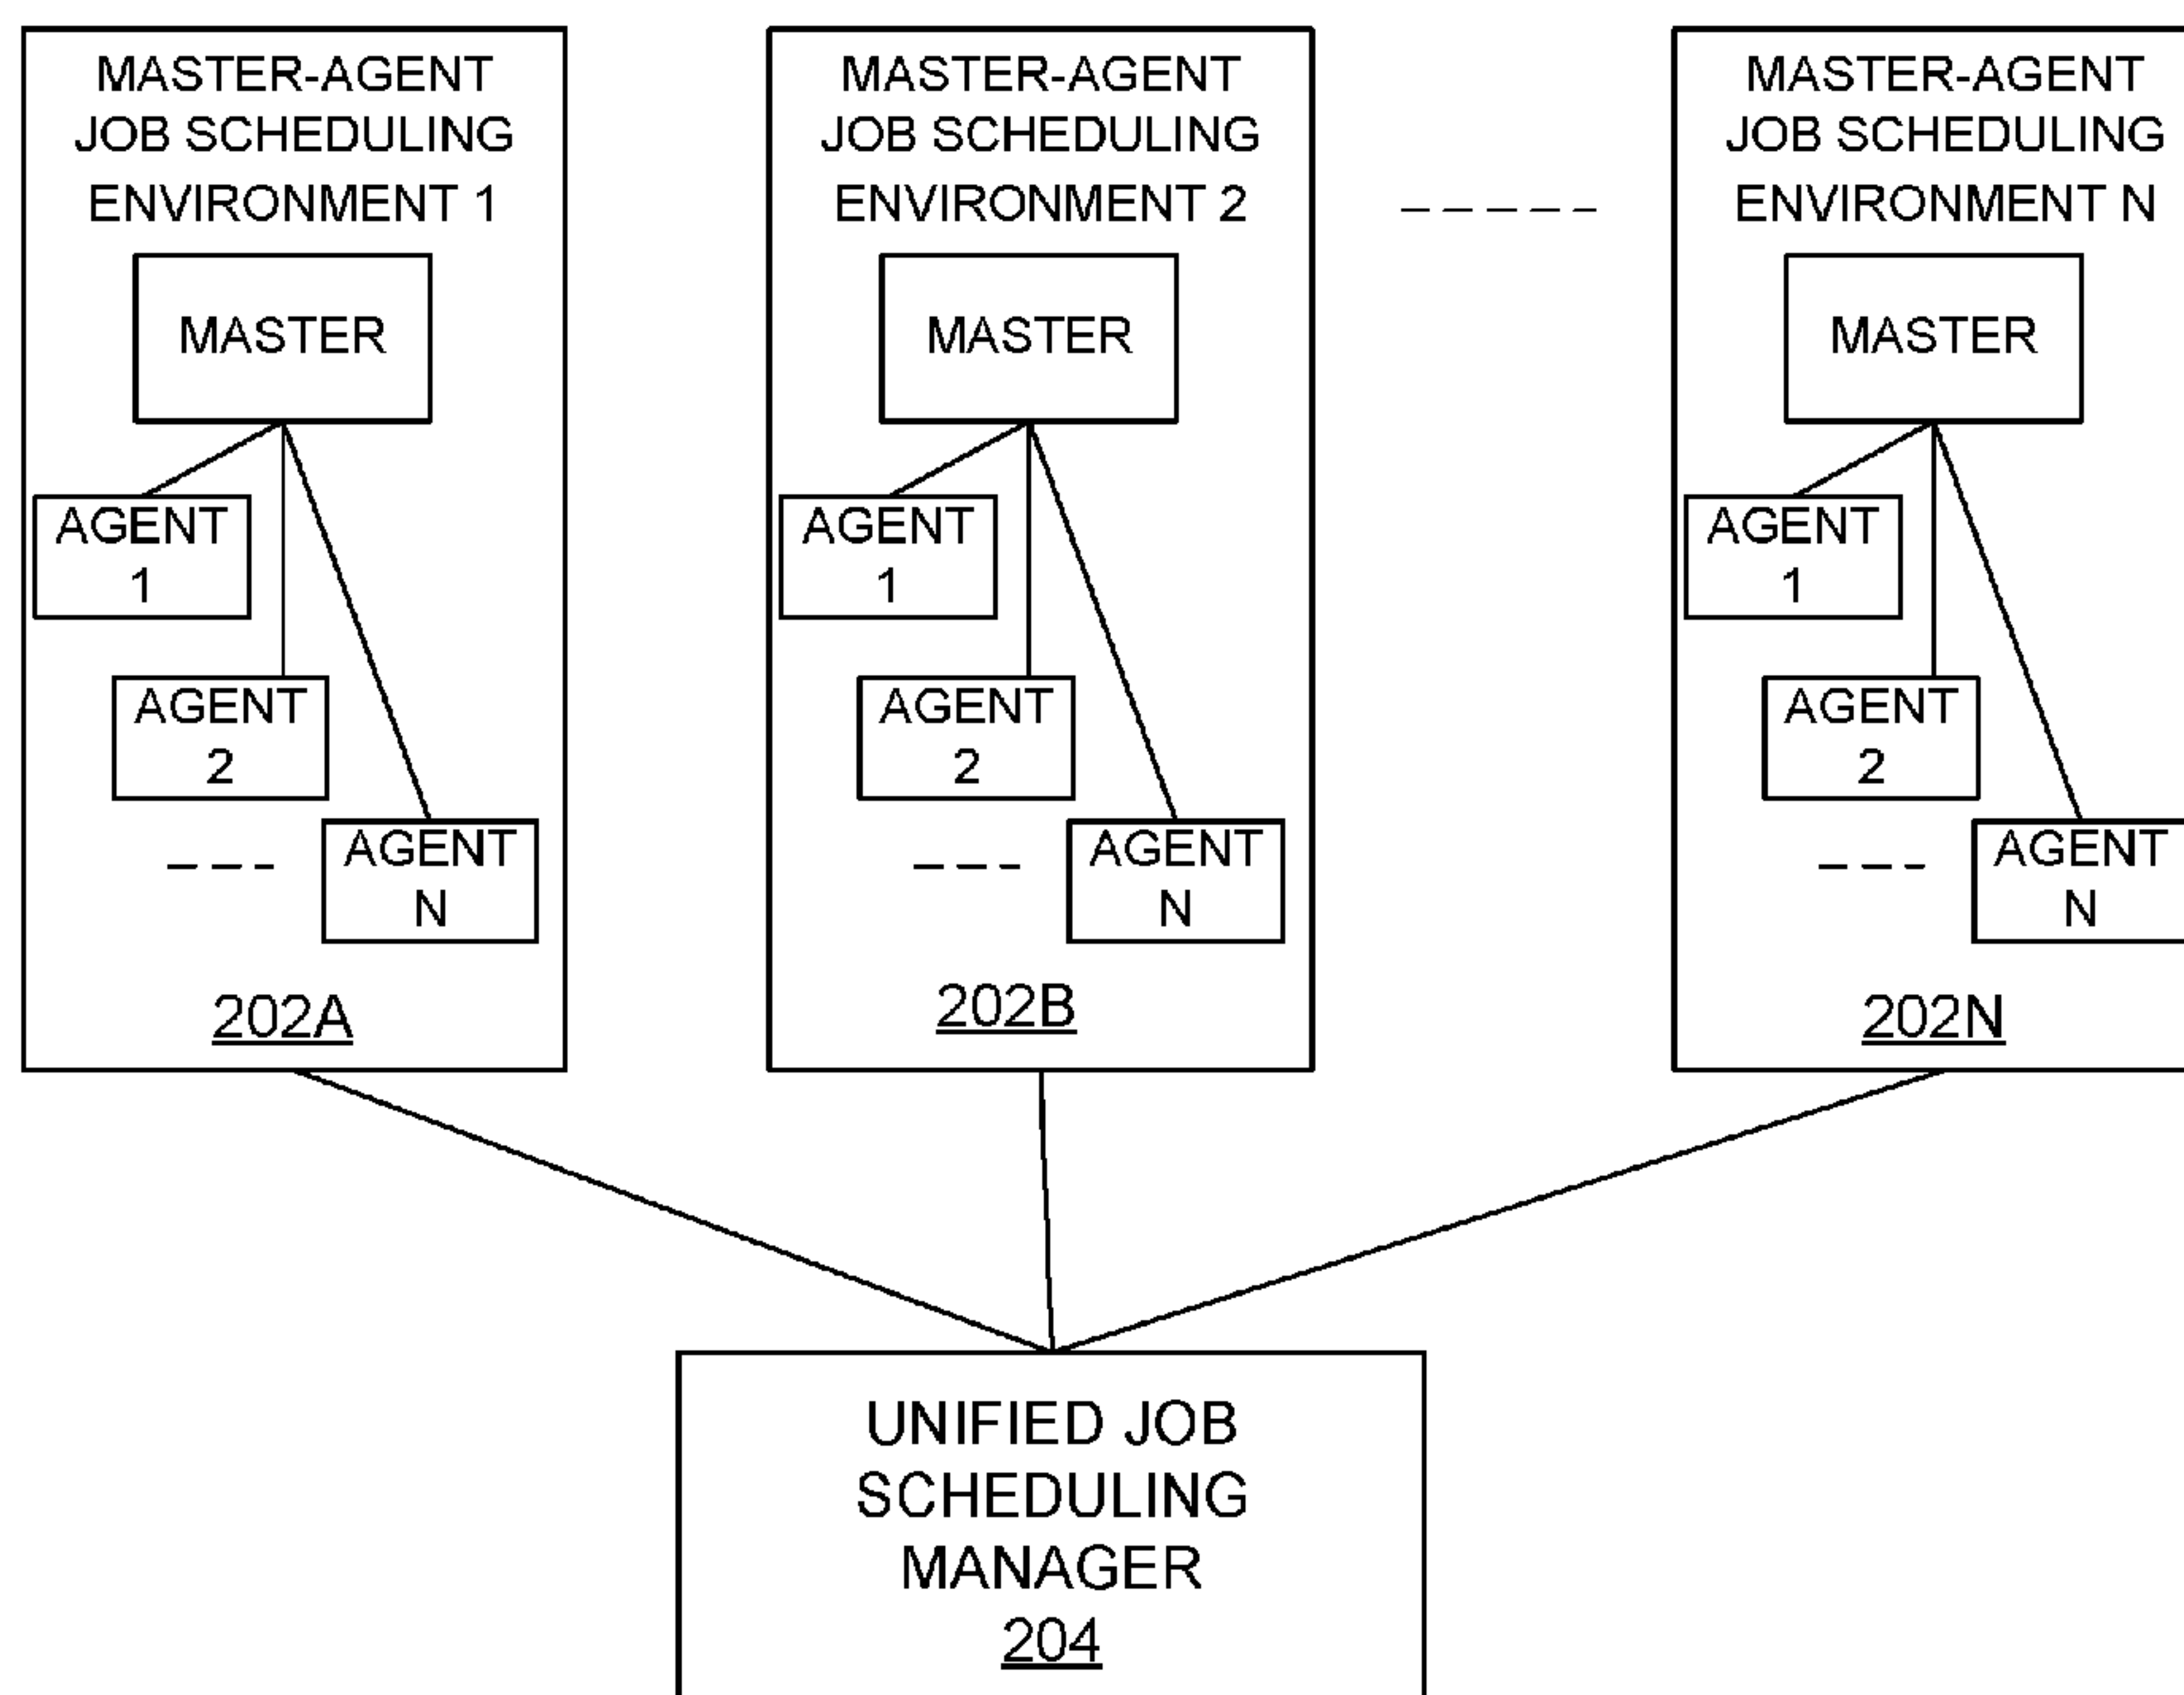 MASTER-AGENT
JOB SCHEDULING
ENVIRONMENT 1
MASTER
AGENT
1
AGENT
2
AGENT
N
202A
MASTER-AGENT
JOB SCHEDULING
ENVIRONMENT 2
MASTER
AGENT
1
AGENT
2
AGENT
N
202B
MASTER-AGENT
JOB SCHEDULING
ENVIRONMENT N
MASTER
AGENT
1
AGENT
2
AGENT
N
202N
UNIFIED JOB
SCHEDULING
MANAGER
204